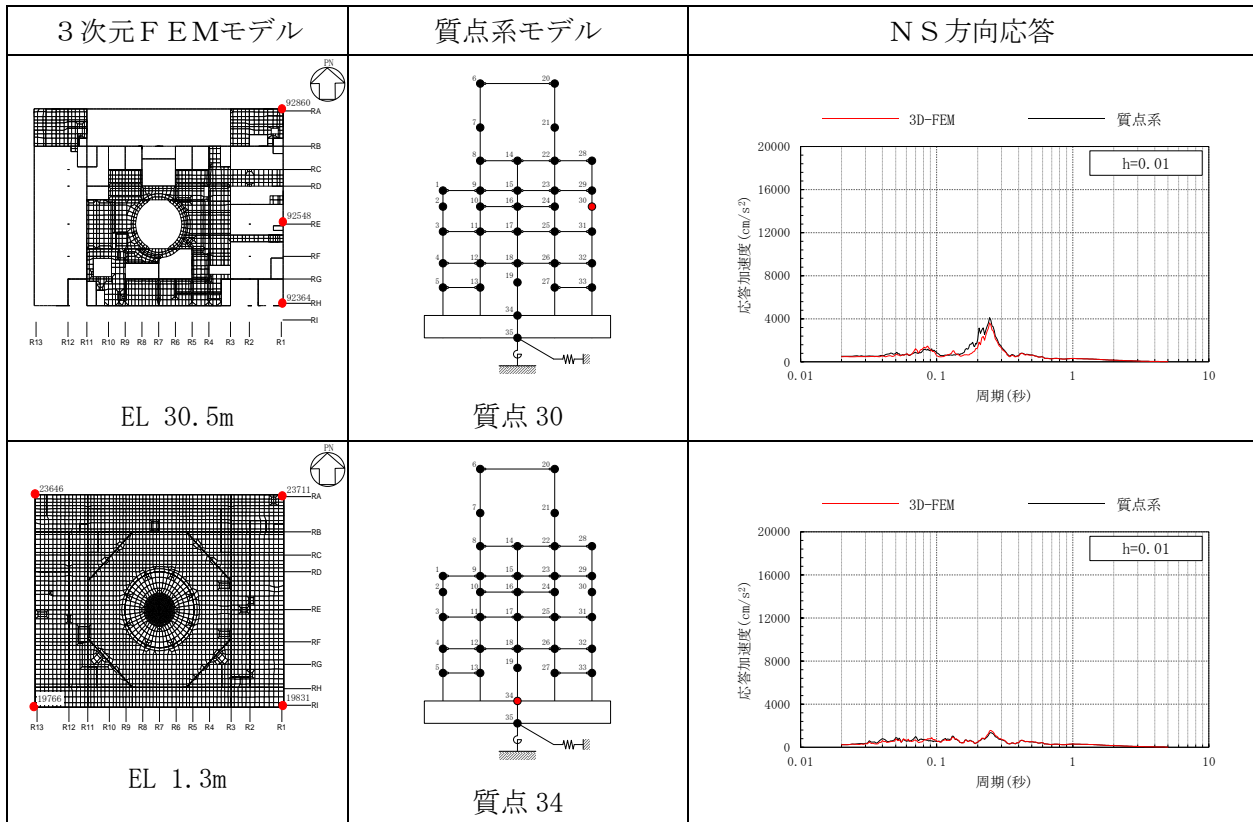 ３次元ＦＥＭモデル
質点系モデル
ＮＳ方向応答
PN
92860
RA
RB
RC
RD
92548
RE
RF
RG
92364
RH
RI
R13 R12 R11 R10 R9 R8 R7 R6 R5 R4 R3 R2 R1
EL 30.5m
6 20
7 21
8 14 22 28
1 9 15 23 29
2 10 16 24 30
3 11 17 25 31
4 12 18 26 32
19
5 13 27 33
34
35
質点 30
3D-FEM 質点系
h=0.01
20000
16000
12000
8000
4000
0
応答加速度(cm/s²)
0.01 0.1 1 10
周期(秒)
PN
23646
23711
RA
RB
RC
RD
RE
RF
RG
RH
19766
19831
RI
R13 R12 R11 R10 R9 R8 R7 R6 R5 R4 R3 R2 R1
EL 1.3m
6 20
7 21
8 14 22 28
1 9 15 23 29
2 10 16 24 30
3 11 17 25 31
4 12 18 26 32
19
5 13 27 33
34
35
質点 34
3D-FEM 質点系
h=0.01
20000
16000
12000
8000
4000
0
応答加速度(cm/s²)
0.01 0.1 1 10
周期(秒)